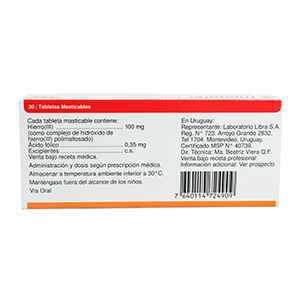 30 | Tabletas Masticables
Cada tableta masticable contiene:
Hierro(III) 100 mg
(como complejo de hidróxido de
hierro(III) polimaltosado)
Ácido fólico 0,35 mg
Excipientes c.s.
Venta bajo receta médica.
Administración y dosis según prescripción médica.
Almacenar a temperatura ambiente inferior a 30°C.
Manténgase fuera del alcance de los niños.
Vía Oral
En Uruguay:
Representante: Laboratorio Libra S.A.
Reg. N° 723, Arroyo Grande 2832,
Tel 1704. Montevideo, Uruguay.
Certificado MSP N° 40739.
Dir. Técnica: Ma. Beatriz Viera Q.F.
Venta bajo receta profesional
Información adicional: Ver prospecto
7 640114 724909